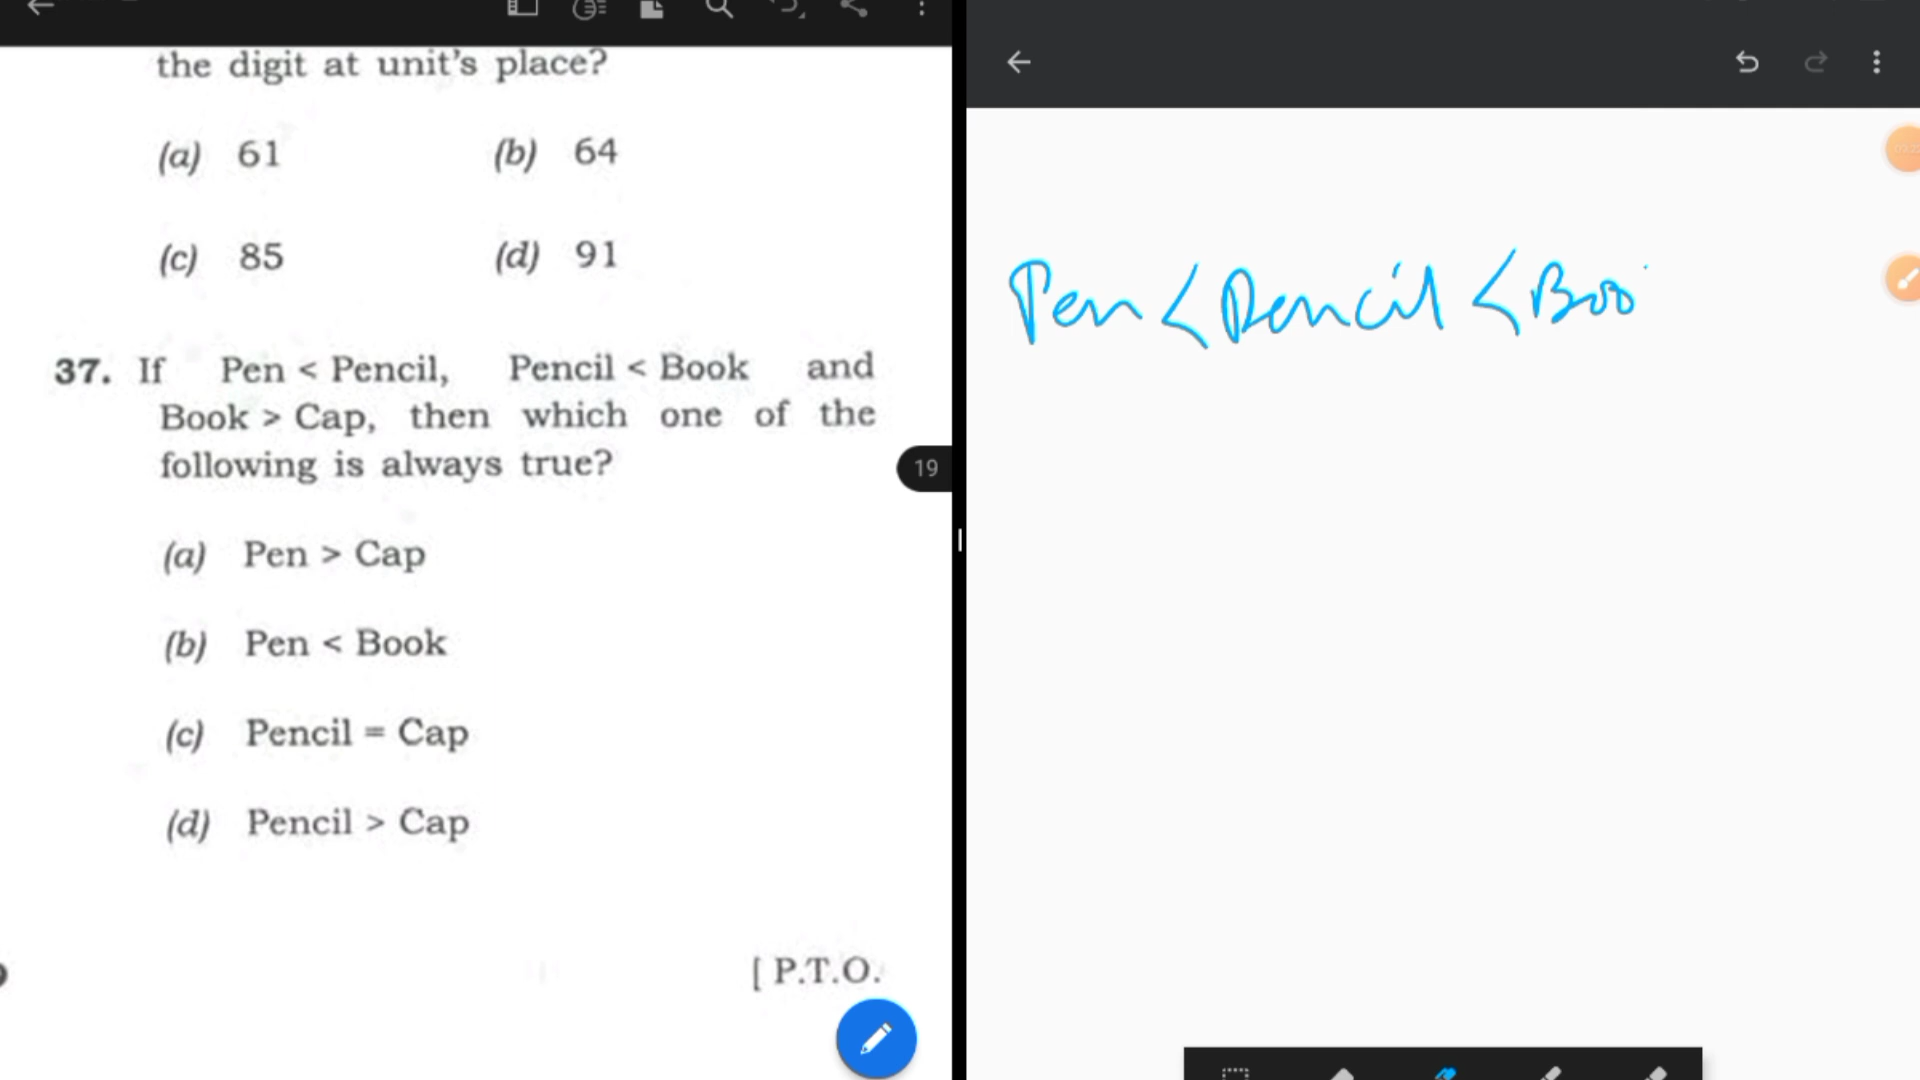 the digit at unit's place?
(a) 61 (b) 64
(c) 85 (d) 91
37. If Pen < Pencil, Pencil < Book and
Book > Cap, then which one of the
following is always true?
(a) Pen > Cap
(b) Pen < Book
(c) Pencil = Cap
(d) Pencil > Cap
[ P.T.O.
19
Pen < Pencil < Boo